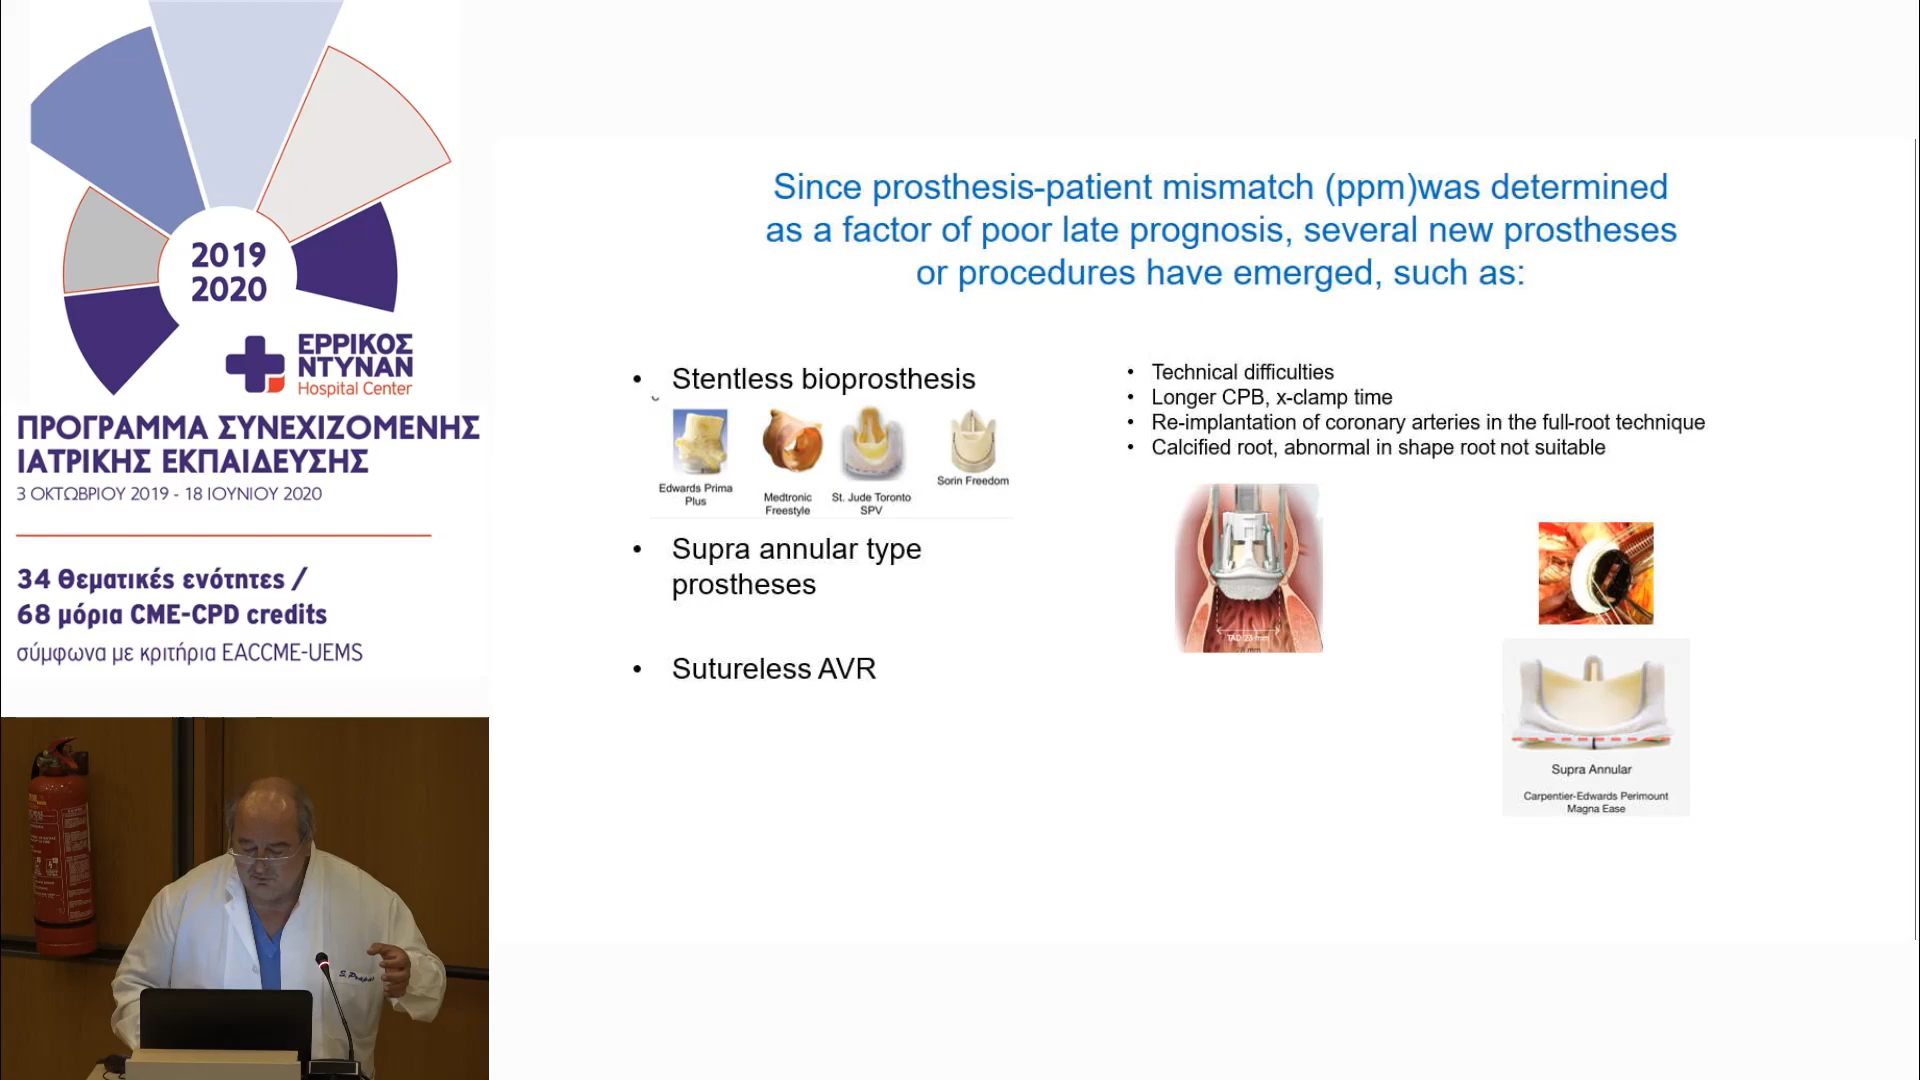 2019
2020
ΕΡΡΙΚΟΣ
ΝΤΥΝΑΝ
Hospital Center
ΠΡΟΓΡΑΜΜΑ ΣΥΝΕΧΙΖΟΜΕΝΗΣ
ΙΑΤΡΙΚΗΣ ΕΚΠΑΙΔΕΥΣΗΣ
3 ΟΚΤΩΒΡΙΟΥ 2019 - 18 ΙΟΥΝΙΟΥ 2020
34 θεματικές ενότητες /
68 μόρια CME-CPD credits
σύμφωνα με κριτήρια EACCME-UEMS
Since prosthesis-patient mismatch (ppm)was determined
as a factor of poor late prognosis, several new prostheses
or procedures have emerged, such as:
• Stentless bioprosthesis
Edwards Prima
Plus
Medtronic
Freestyle
St. Jude Toronto
SPV
Sorin Freedom
• Supra annular type
prostheses
• Sutureless AVR
• Technical difficulties
• Longer CPB, x-clamp time
• Re-implantation of coronary arteries in the full-root technique
• Calcified root, abnormal in shape root not suitable
TAD 23 mm
28 mm
Supra Annular
Carpentier-Edwards Perimount
Magna Ease